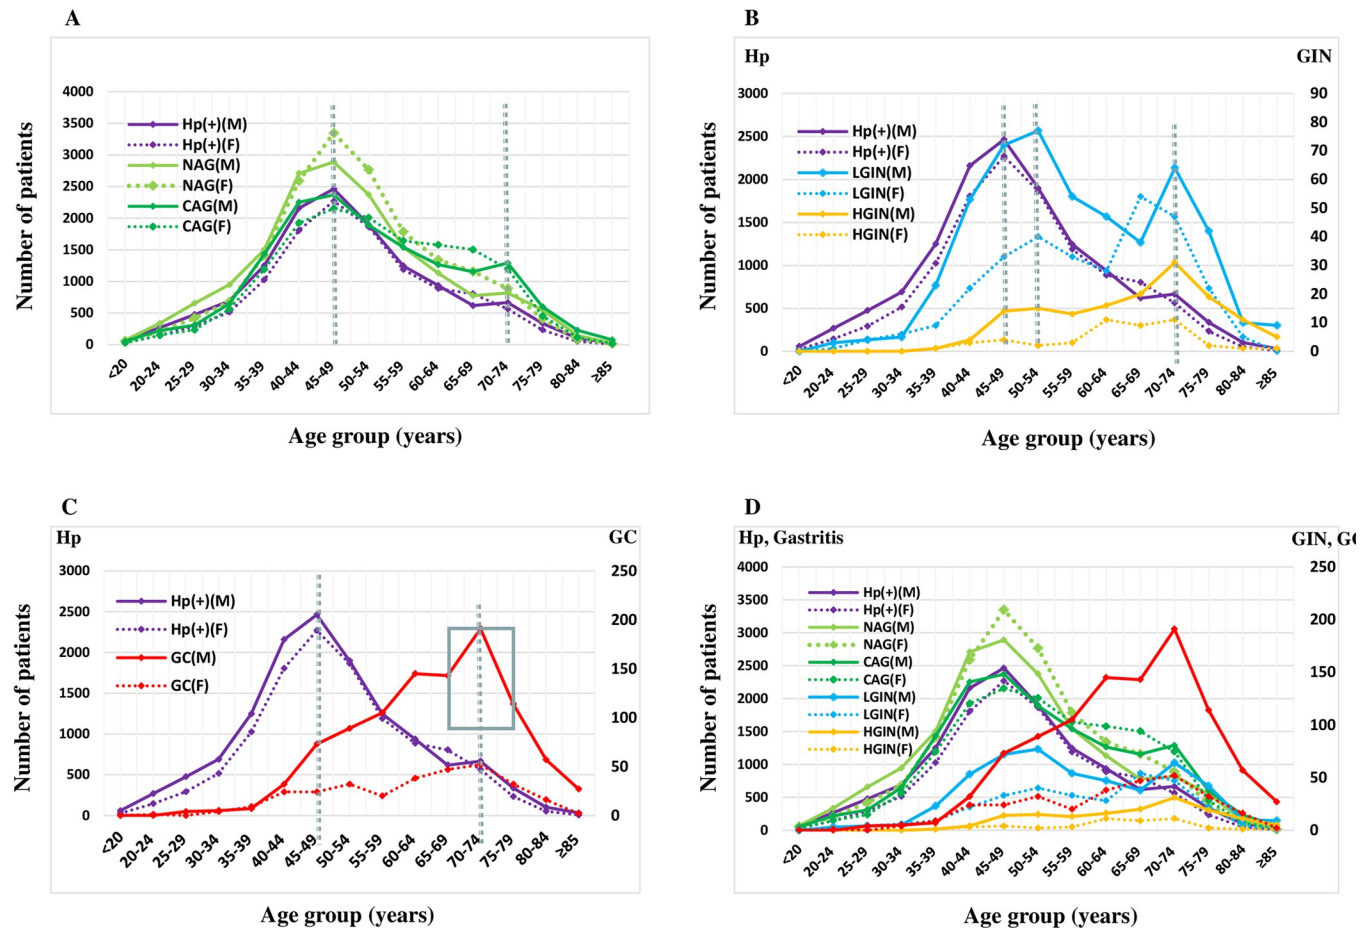 A
Number of patients
4000
3500
3000
2500
2000
1500
1000
500
0
Hp(+)(M)
Hp(+)(F)
NAG(M)
NAG(F)
CAG(M)
CAG(F)
<20 20-24 25-29 30-34 35-39 40-44 45-49 50-54 55-59 60-64 65-69 70-74 75-79 80-84 ≥85
Age group (years)
B
Hp GIN
Number of patients
3000
2500
2000
1500
1000
500
0
Hp(+)(M)
Hp(+)(F)
LGIN(M)
LGIN(F)
HGIN(M)
HGIN(F)
90
80
70
60
50
40
30
20
10
0
<20 20-24 25-29 30-34 35-39 40-44 45-49 50-54 55-59 60-64 65-69 70-74 75-79 80-84 ≥85
Age group (years)
C
Hp GC
Number of patients
3000
2500
2000
1500
1000
500
0
Hp(+)(M)
Hp(+)(F)
GC(M)
GC(F)
250
200
150
100
50
0
<20 20-24 25-29 30-34 35-39 40-44 45-49 50-54 55-59 60-64 65-69 70-74 75-79 80-84 ≥85
Age group (years)
D
Hp, Gastritis GIN, GC
Number of patients
4000
3500
3000
2500
2000
1500
1000
500
0
Hp(+)(M)
Hp(+)(F)
NAG(M)
NAG(F)
CAG(M)
CAG(F)
LGIN(M)
LGIN(F)
HGIN(M)
HGIN(F)
250
200
150
100
50
0
<20 20-24 25-29 30-34 35-39 40-44 45-49 50-54 55-59 60-64 65-69 70-74 75-79 80-84 ≥85
Age group (years)